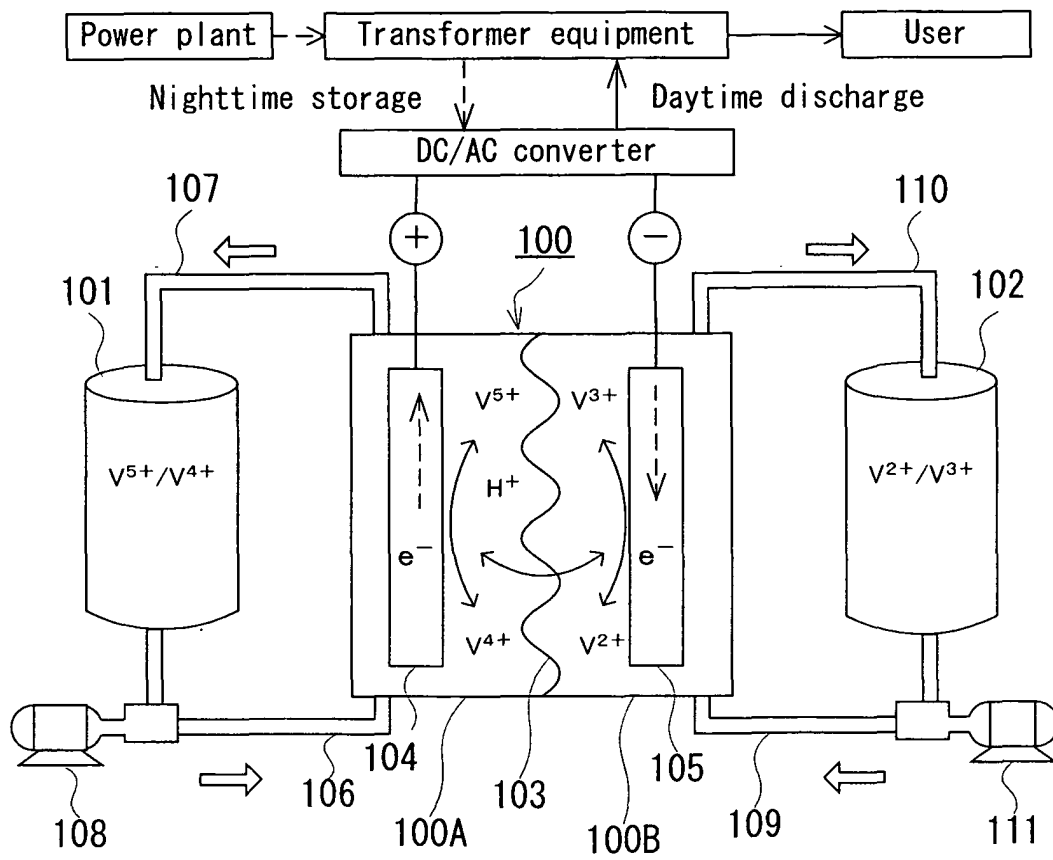 Power plant
Transformer equipment
User
Nighttime storage
Daytime discharge
DC/AC converter
107
110
+
100
−
101
102
V⁵⁺
V³⁺
V⁵⁺/V⁴⁺
H⁺
V²⁺/V³⁺
e⁻
e⁻
V⁴⁺
V²⁺
104
103
105
106
109
108
100A
100B
111